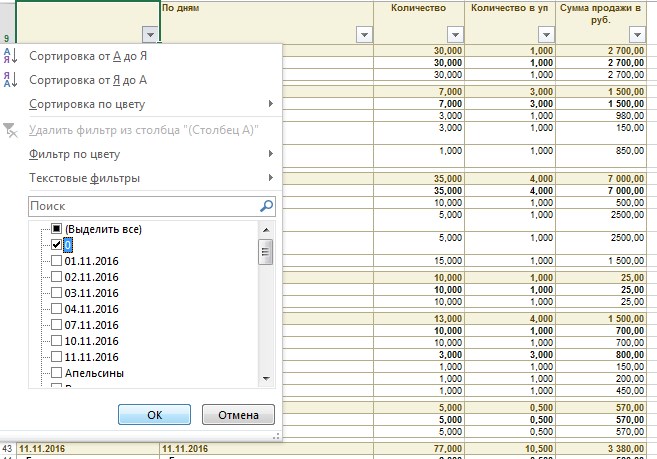 По дням Количество Количество в уп Сумма продажи в
руб.
9
Сортировка от А до Я
30,000 1,000 2 700,00
30,000 1,000 2 700,00
Сортировка от Я до А
30,000 1,000 2 700,00
7,000 3,000 1 500,00
Сортировка по цвету
7,000 3,000 1 500,00
3,000 1,000 980,00
Удалить фильтр из столбца "(Столбец A)"
3,000 1,000 150,00
Фильтр по цвету
1,000 1,000 850,00
Текстовые фильтры
35,000 4,000 7 000,00
35,000 4,000 7 000,00
Поиск
10,000 1,000 500,00
5,000 1,000 2500,00
(Выделить все)
0
5,000 1,000 2500,00
01.11.2016
15,000 1,000 1 500,00
02.11.2016
10,000 1,000 25,00
03.11.2016
10,000 1,000 25,00
10,000 1,000 25,00
04.11.2016
13,000 4,000 1 500,00
07.11.2016
10,000 1,000 700,00
10.11.2016
10,000 1,000 700,00
11.11.2016
3,000 3,000 800,00
1,000 1,000 150,00
Апельсины
1,000 1,000 200,00
1,000 1,000 450,00
ОК Отмена
5,000 0,500 570,00
5,000 0,500 570,00
5,000 0,500 570,00
43 11.11.2016 11.11.2016 77,000 10,500 3 380,00